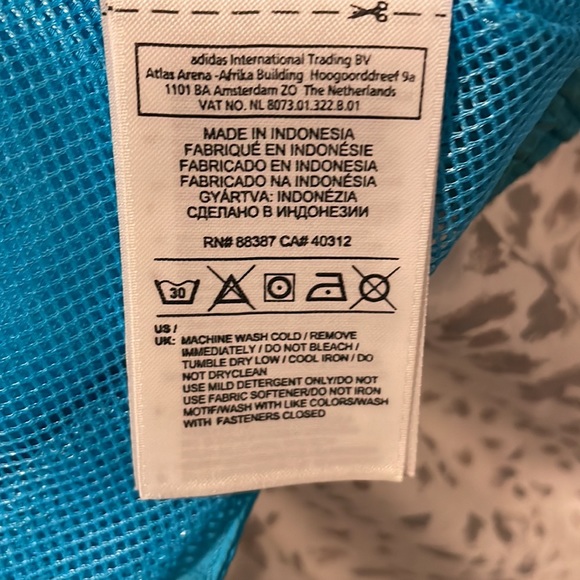 adidas International Trading BV
Atlas Arena -Afrika Building Hoogoorddreef 9a
1101 BA Amsterdam ZO The Netherlands
VAT NO. NL 8073.01.322.B.01
MADE IN INDONESIA
FABRIQUÉ EN INDONÉSIE
FABRICADO EN INDONESIA
FABRICADO NA INDONÉSIA
GYÁRTVA: INDONÉZIA
СДЕЛАНО В ИНДОНЕЗИИ
RN# 88387 CA# 40312
30
US /
UK: MACHINE WASH COLD / REMOVE
IMMEDIATELY / DO NOT BLEACH /
TUMBLE DRY LOW / COOL IRON / DO
NOT DRYCLEAN
USE MILD DETERGENT ONLY/DO NOT
USE FABRIC SOFTENER/DO NOT IRON
MOTIF/WASH WITH LIKE COLORS/WASH
WITH FASTENERS CLOSED